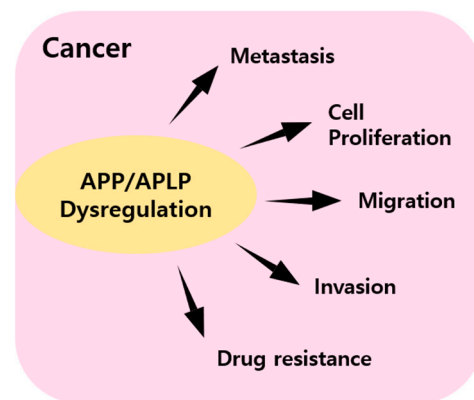 Cancer
Metastasis
Cell
Proliferation
APP/APLP
Dysregulation
Migration
Invasion
Drug resistance